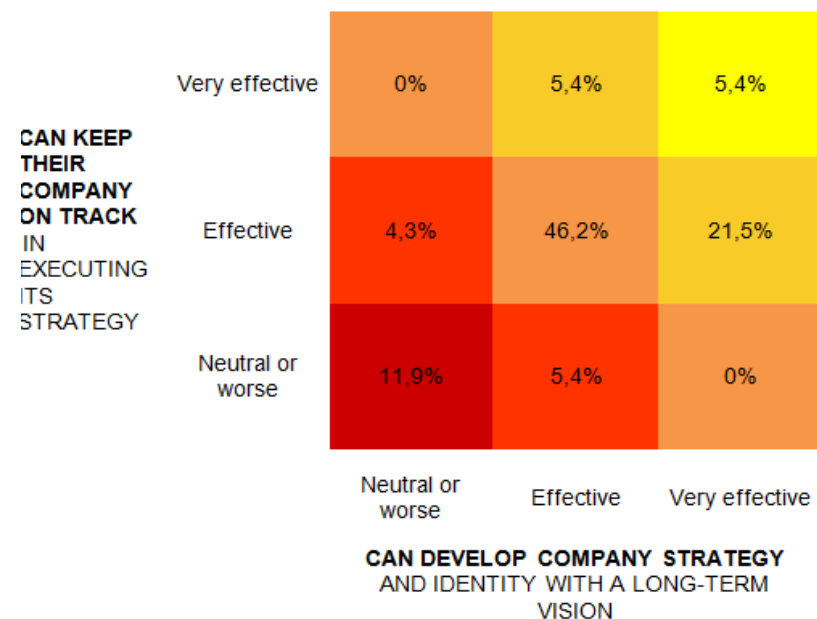 Very effective
0%
5,4%
5,4%
CAN KEEP
THEIR
COMPANY
ON TRACK
IN
EXECUTING
ITS
STRATEGY
Effective
4,3%
46,2%
21,5%
Neutral or
worse
11,9%
5,4%
0%
Neutral or
worse
Effective
Very effective
CAN DEVELOP COMPANY STRATEGY
AND IDENTITY WITH A LONG-TERM
VISION